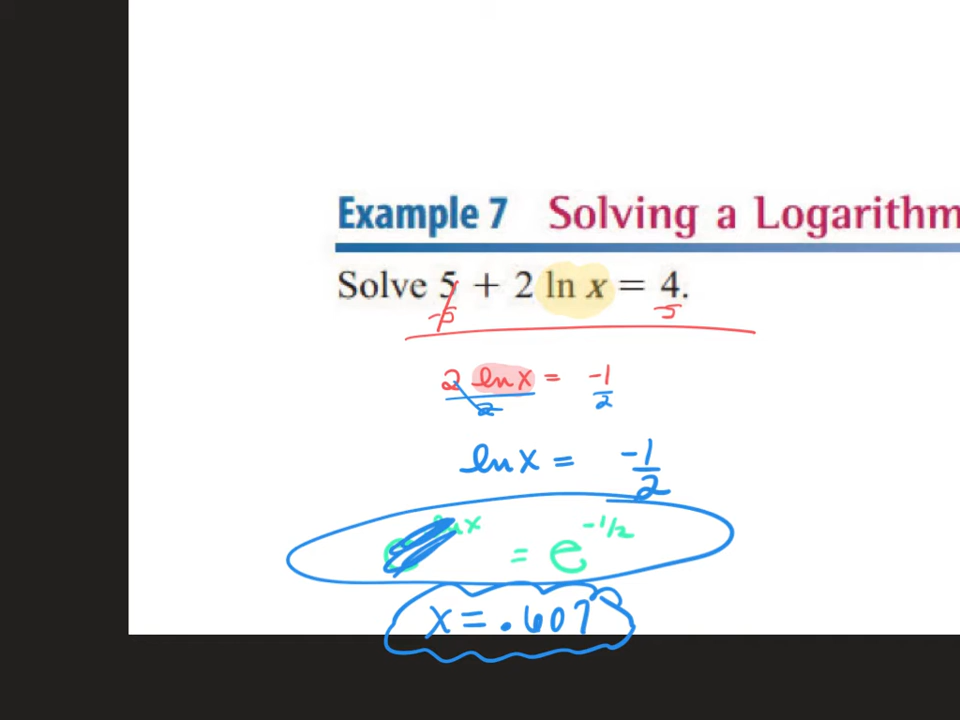 Example 7 Solving a Logarithm
Solve 5 + 2 ln x = 4.
-5 -5
2 ln x = -1
2 2
ln x = -1/2
e^ln x = e^-1/2
x = .607